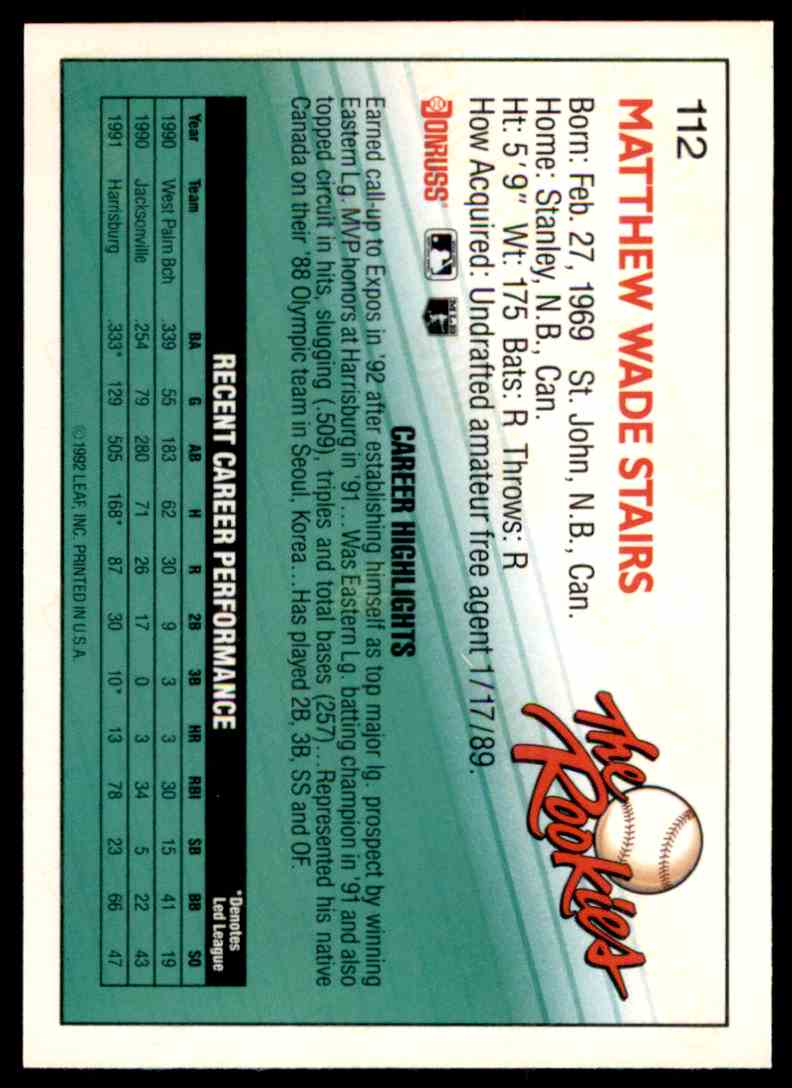 112
MATTHEW WADE STAIRS
Born: Feb. 27, 1969 St. John, N.B., Can.
Home: Stanley, N.B., Can.
Ht: 5'9" Wt: 175 Bats: R Throws: R
How Acquired: Undrafted amateur free agent 1/17/89.
The Rookies
DONRUSS
MLB
CAREER HIGHLIGHTS
Earned call-up to Expos in '92 after establishing himself as top major lg. prospect by winning
Eastern Lg. MVP honors at Harrisburg in '91... Was Eastern Lg. batting champion in '91 and also
topped circuit in hits, slugging (.509), triples and total bases (257)... Represented his native
Canada on their '88 Olympic team in Seoul, Korea... Has played 2B, 3B, SS and OF.
RECENT CAREER PERFORMANCE
*Denotes
Led League
Year Team BA G AB H R 2B 3B HR RBI SB BB SO
1990 West Palm Bch .339 55 183 62 30 9 3 3 30 15 41 19
1990 Jacksonville .254 79 280 71 26 17 0 3 34 5 22 43
1991 Harrisburg .333* 129 505 168* 87 30 10* 13 78 23 66 47
©1992 LEAF, INC. PRINTED IN U.S.A.